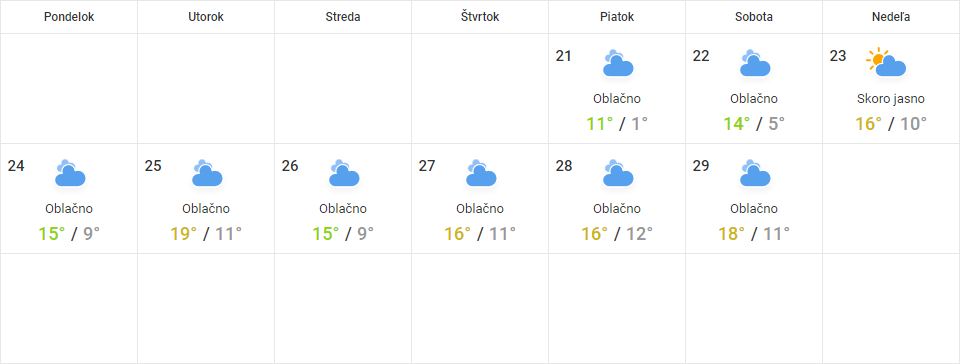 Pondelok Utorok Streda Štvrtok Piatok Sobota Nedeľa
21 22 23
Oblačno Oblačno Skoro jasno
11° / 1° 14° / 5° 16° / 10°
24 25 26 27 28 29
Oblačno Oblačno Oblačno Oblačno Oblačno Oblačno
15° / 9° 19° / 11° 15° / 9° 16° / 11° 16° / 12° 18° / 11°